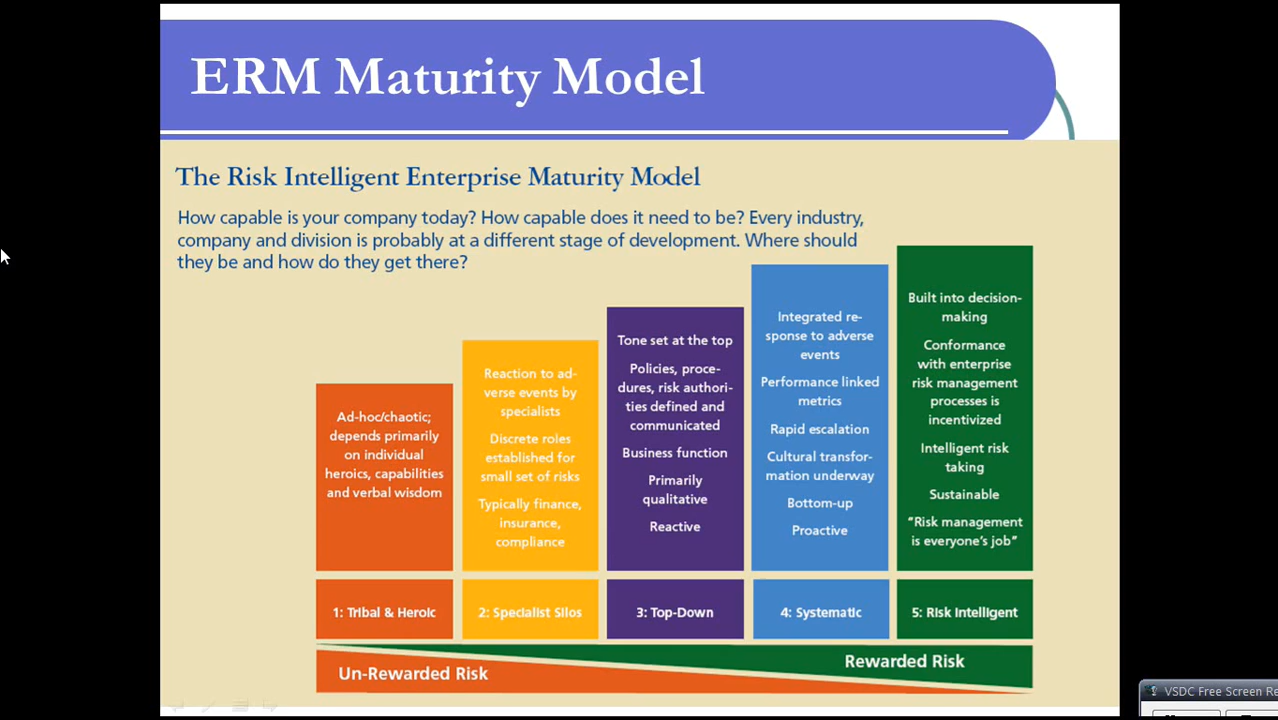 ERM Maturity Model
The Risk Intelligent Enterprise Maturity Model
How capable is your company today? How capable does it need to be? Every industry,
company and division is probably at a different stage of development. Where should
they be and how do they get there?
Ad-hoc/chaotic;
depends primarily
on individual
heroics, capabilities
and verbal wisdom
1: Tribal & Heroic
Reaction to ad-
verse events by
specialists
Discrete roles
established for
small set of risks
Typically finance,
insurance,
compliance
2: Specialist Silos
Tone set at the top
Policies, proce-
dures, risk authori-
ties defined and
communicated
Business function
Primarily
qualitative
Reactive
3: Top-Down
Integrated re-
sponse to adverse
events
Performance linked
metrics
Rapid escalation
Cultural transfor-
mation underway
Bottom-up
Proactive
4: Systematic
Built into decision-
making
Conformance
with enterprise
risk management
processes is
incentivized
Intelligent risk
taking
Sustainable
“Risk management
is everyone’s job”
5: Risk Intelligent
Un-Rewarded Risk
Rewarded Risk
VSDC Free Screen Re